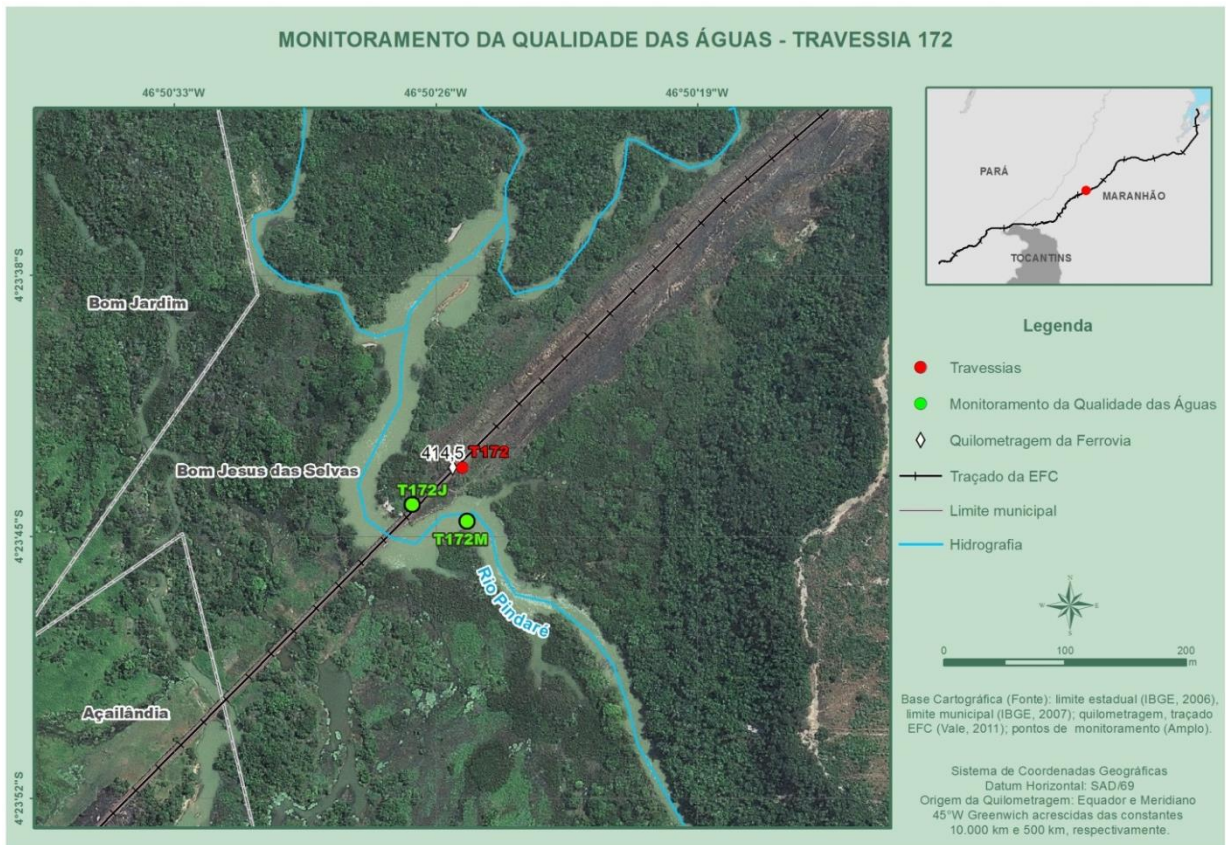 MONITORAMENTO DA QUALIDADE DAS ÁGUAS - TRAVESSIA 172
46°50'33"W
46°50'26"W
46°50'19"W
4°23'38"S
4°23'45"S
4°23'52"S
Bom Jardim
Bom Jesus das Selvas
Açailândia
414,5
T172
T172J
T172M
Rio Pindaré
PARÁ
MARANHÃO
TOCANTINS
Legenda
Travessias
Monitoramento da Qualidade das Águas
Quilometragem da Ferrovia
Traçado da EFC
Limite municipal
Hidrografia
N
W
E
S
0
100
200
m
Base Cartográfica (Fonte): limite estadual (IBGE, 2006),
limite municipal (IBGE, 2007); quilometragem, traçado
EFC (Vale, 2011); pontos de monitoramento (Amplo).
Sistema de Coordenadas Geográficas
Datum Horizontal: SAD/69
Origem da Quilometragem: Equador e Meridiano
45°W Greenwich acrescidas das constantes
10.000 km e 500 km, respectivamente.